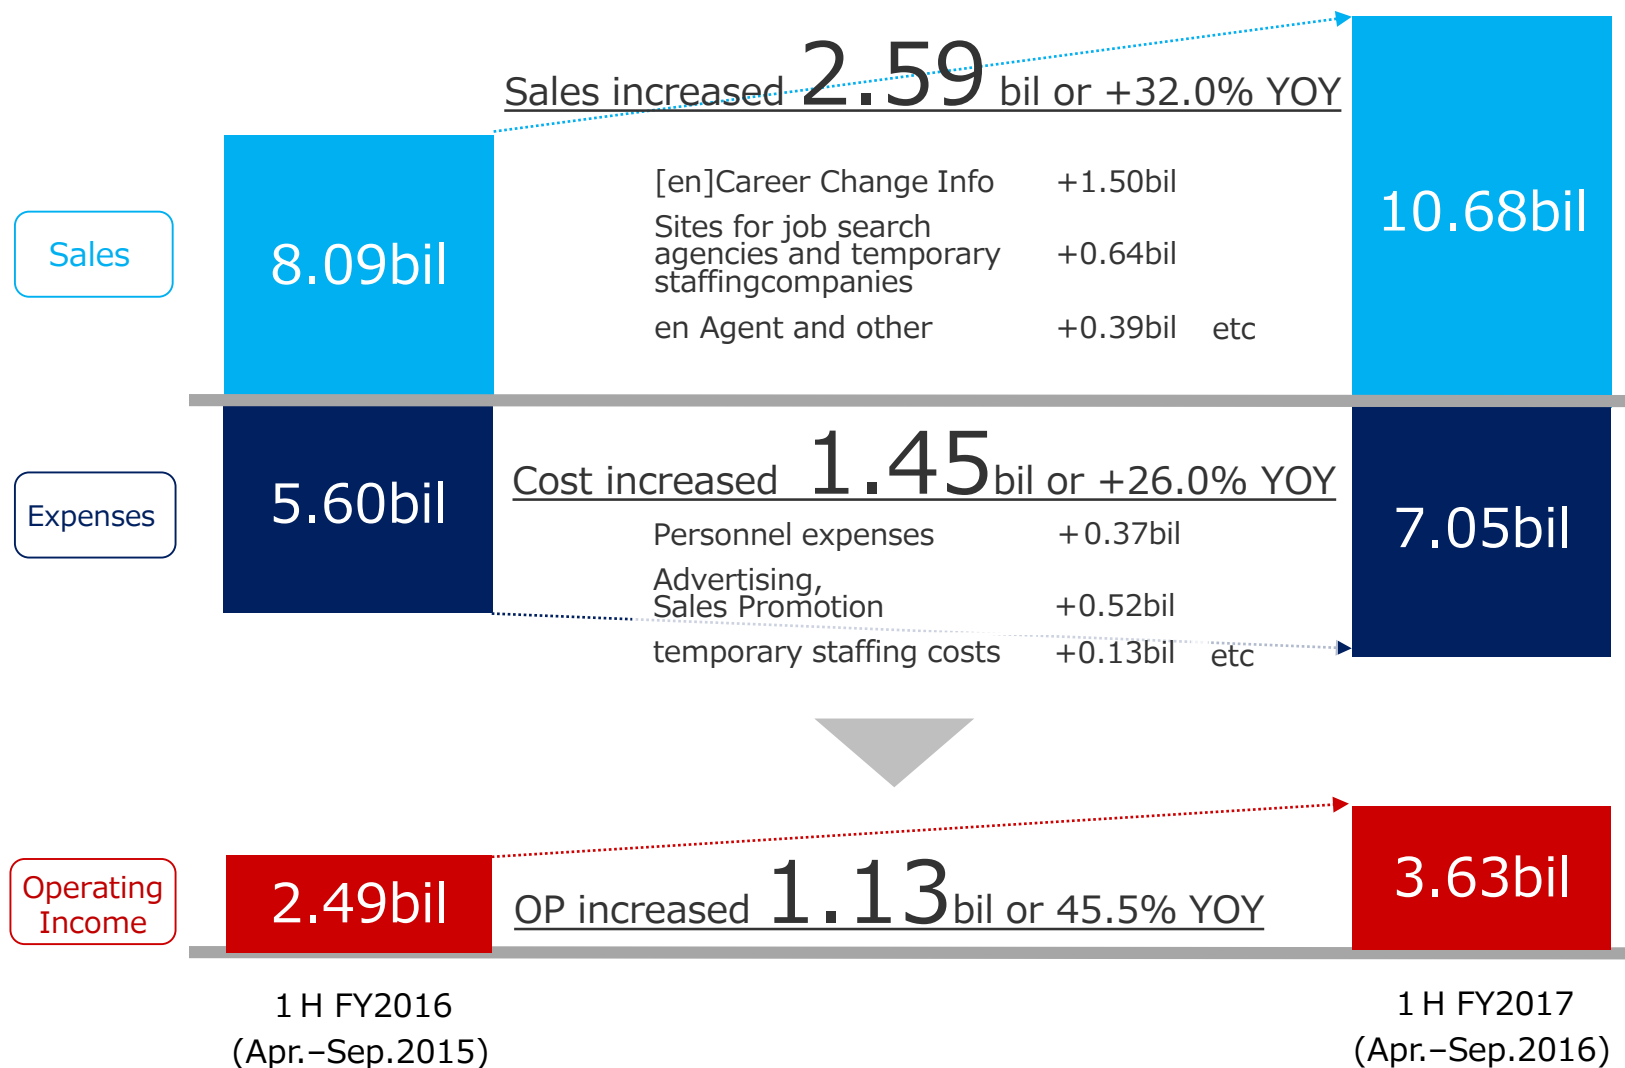 Sales increased 2.59 bil or +32.0% YOY
[en]Career Change Info +1.50bil
Sites for job search
agencies and temporary +0.64bil
staffingcompanies
en Agent and other +0.39bil etc
Sales
8.09bil
10.68bil
Cost increased 1.45 bil or +26.0% YOY
Personnel expenses +0.37bil
Advertising,
Sales Promotion +0.52bil
temporary staffing costs +0.13bil etc
Expenses
5.60bil
7.05bil
Operating
Income
2.49bil
OP increased 1.13 bil or 45.5% YOY
3.63bil
1H FY2016
(Apr.–Sep.2015)
1H FY2017
(Apr.–Sep.2016)